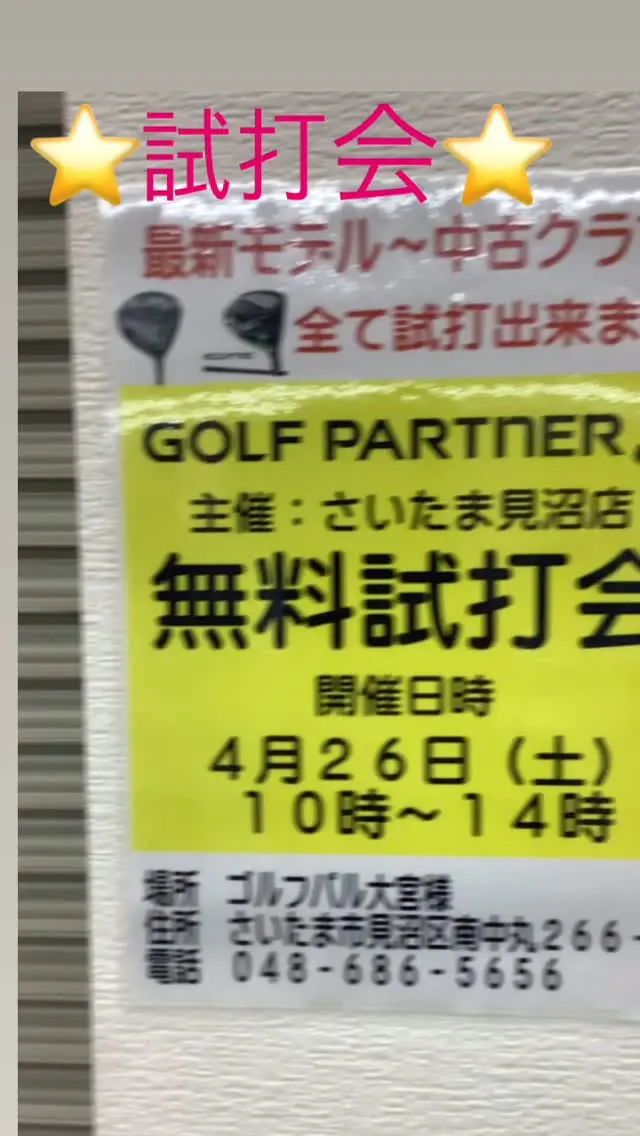 ⭐試打会⭐
最新モデル～中古クラ
全て試打出来ま
GOLF PARTNER
主催：さいたま見沼店
無料試打会
開催日時
4月26日（土）
10時～14時
場所 ゴルフパル大宮様
住所 さいたま市見沼区南中丸266-
電話 048-686-5656